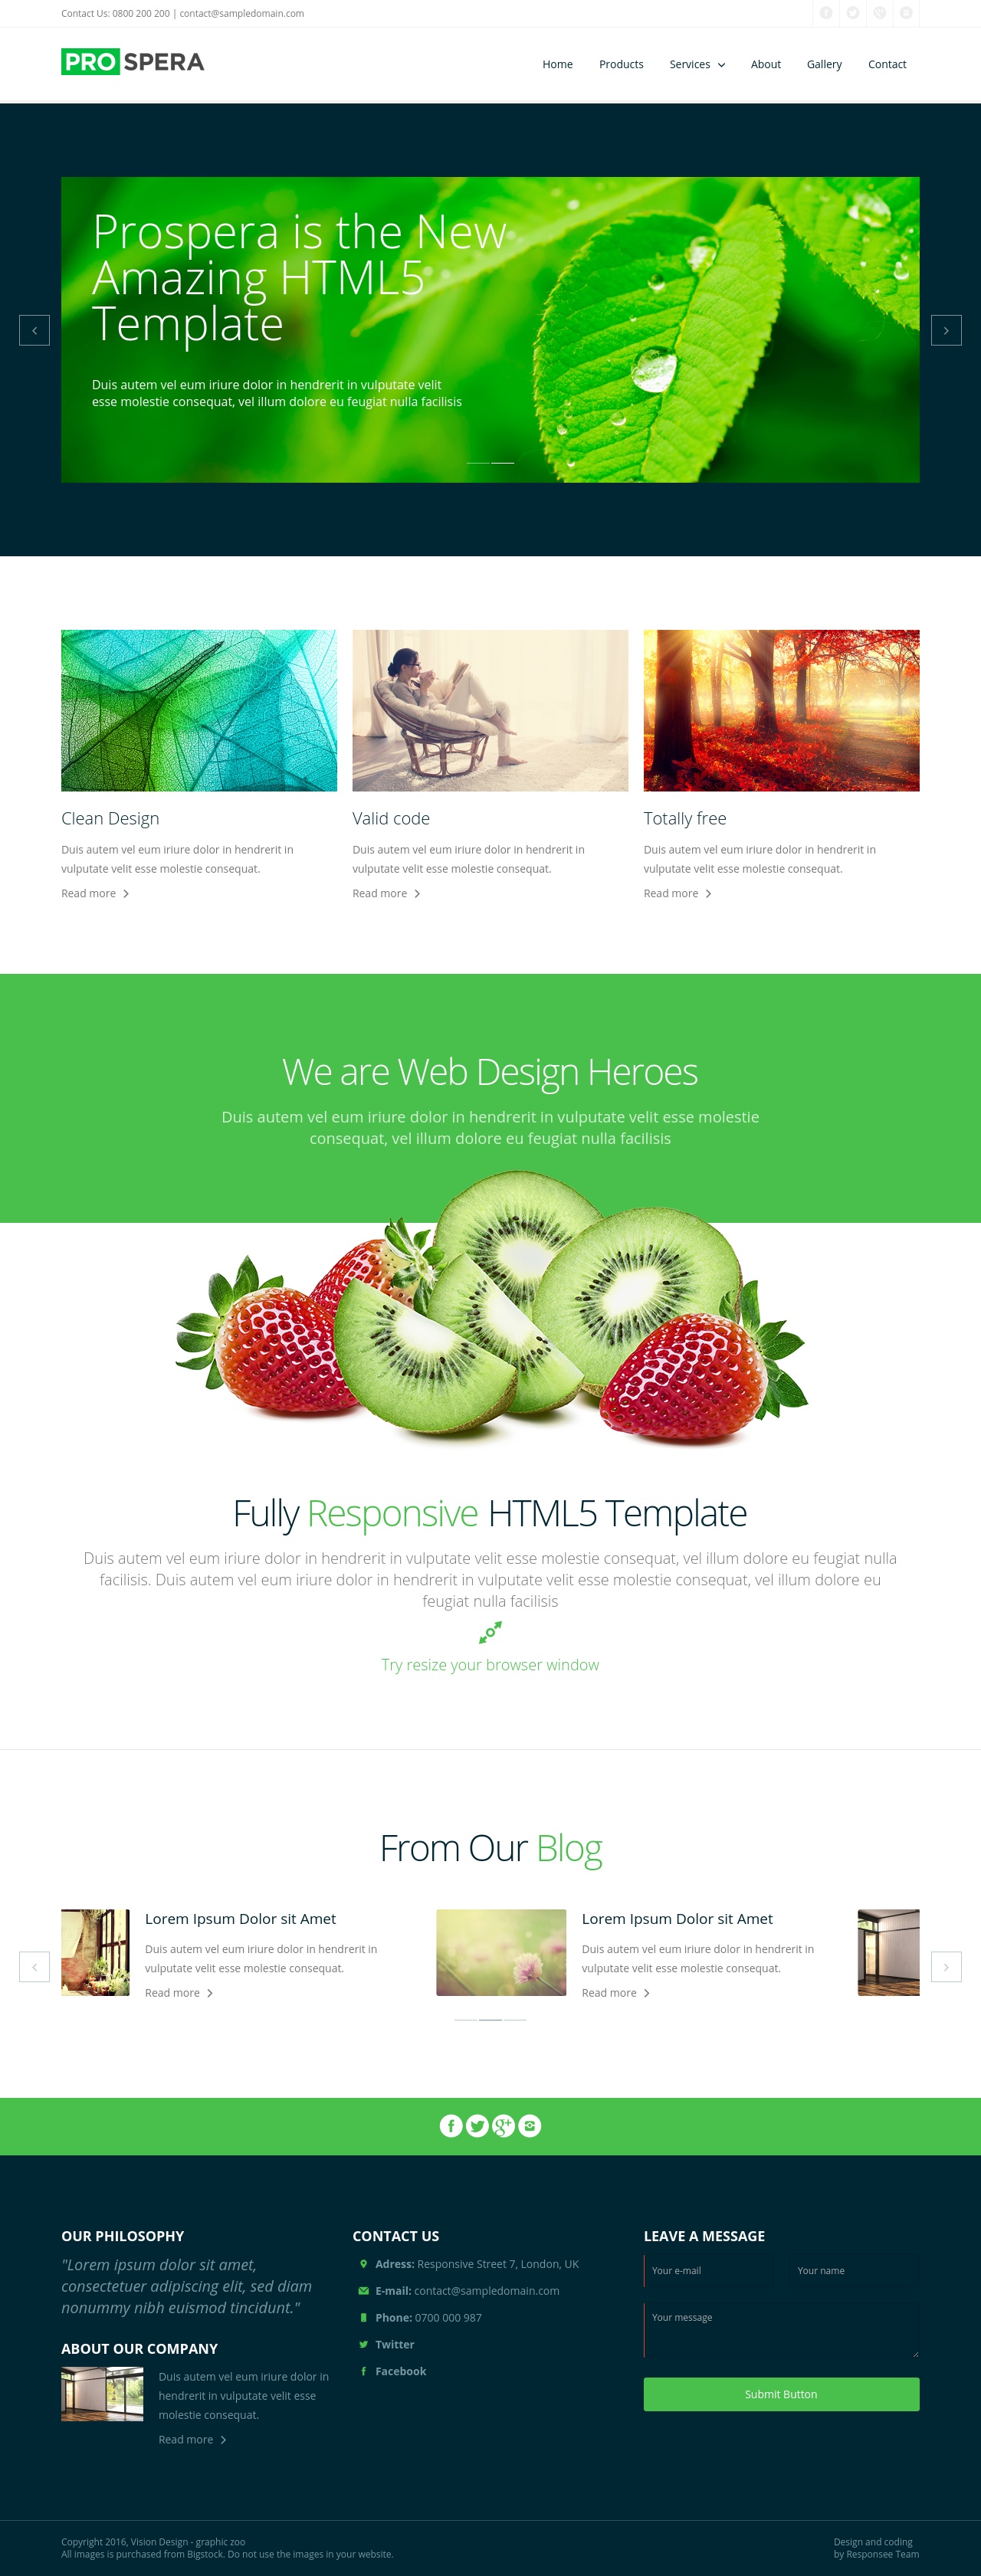 Contact Us: 0800 200 200 | contact@sampledomain.com
PROSPERA
Home Products Services About Gallery Contact
Prospera is the New
Amazing HTML5
Template
Duis autem vel eum iriure dolor in hendrerit in vulputate velit
esse molestie consequat, vel illum dolore eu feugiat nulla facilisis
Clean Design
Duis autem vel eum iriure dolor in hendrerit in
vulputate velit esse molestie consequat.
Read more
Valid code
Duis autem vel eum iriure dolor in hendrerit in
vulputate velit esse molestie consequat.
Read more
Totally free
Duis autem vel eum iriure dolor in hendrerit in
vulputate velit esse molestie consequat.
Read more
We are Web Design Heroes
Duis autem vel eum iriure dolor in hendrerit in vulputate velit esse molestie
consequat, vel illum dolore eu feugiat nulla facilisis
Fully Responsive HTML5 Template
Duis autem vel eum iriure dolor in hendrerit in vulputate velit esse molestie consequat, vel illum dolore eu feugiat nulla
facilisis. Duis autem vel eum iriure dolor in hendrerit in vulputate velit esse molestie consequat, vel illum dolore eu
feugiat nulla facilisis
Try resize your browser window
From Our Blog
Lorem Ipsum Dolor sit Amet
Duis autem vel eum iriure dolor in hendrerit in
vulputate velit esse molestie consequat.
Read more
Lorem Ipsum Dolor sit Amet
Duis autem vel eum iriure dolor in hendrerit in
vulputate velit esse molestie consequat.
Read more
OUR PHILOSOPHY
"Lorem ipsum dolor sit amet,
consectetuer adipiscing elit, sed diam
nonummy nibh euismod tincidunt."
ABOUT OUR COMPANY
Duis autem vel eum iriure dolor in
hendrerit in vulputate velit esse
molestie consequat.
Read more
CONTACT US
Adress: Responsive Street 7, London, UK
E-mail: contact@sampledomain.com
Phone: 0700 000 987
Twitter
Facebook
LEAVE A MESSAGE
Your e-mail Your name
Your message
Submit Button
Copyright 2016, Vision Design - graphic zoo
All images is purchased from Bigstock. Do not use the images in your website.
Design and coding
by Responsee Team